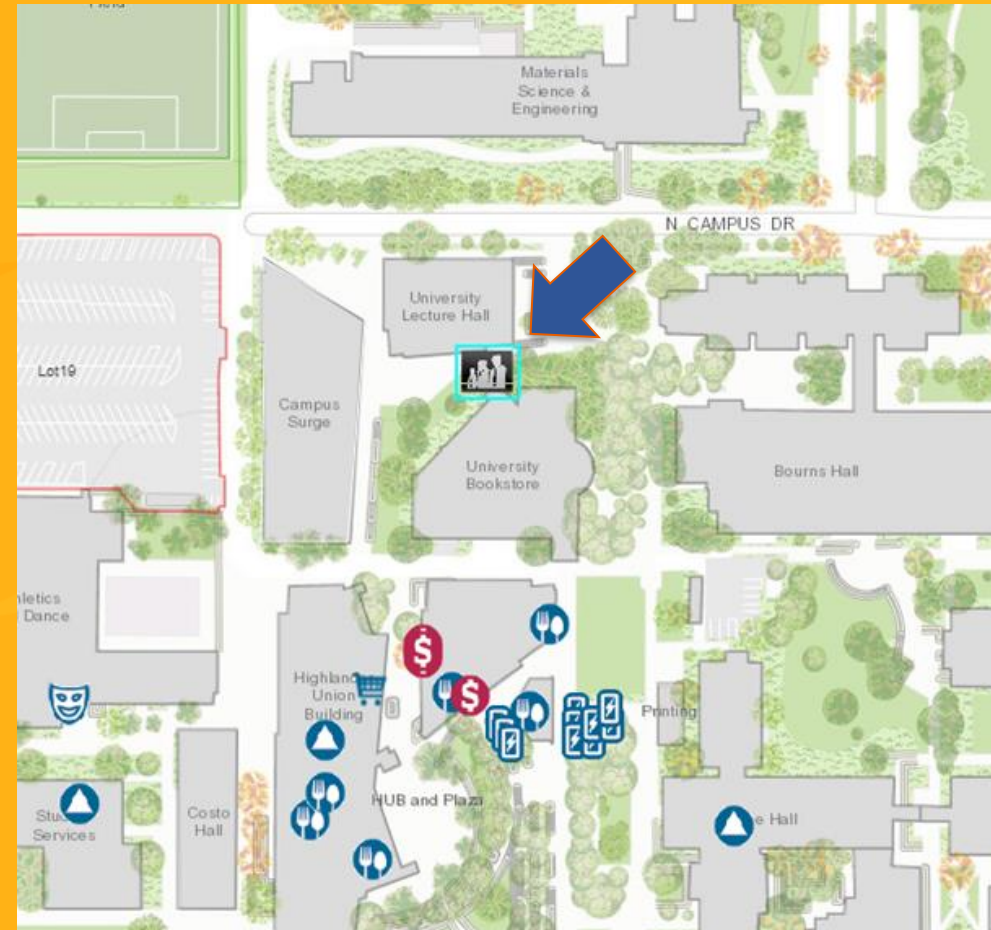 Materials
Science &
Engineering
N CAMPUS DR
University
Lecture Hall
Lot19
Campus
Surge
University
Bookstore
Bourns Hall
Dance
$
Highland
Union
Building
$
Printing
HUB and Plaza
Costo
Hall
Services
Hall